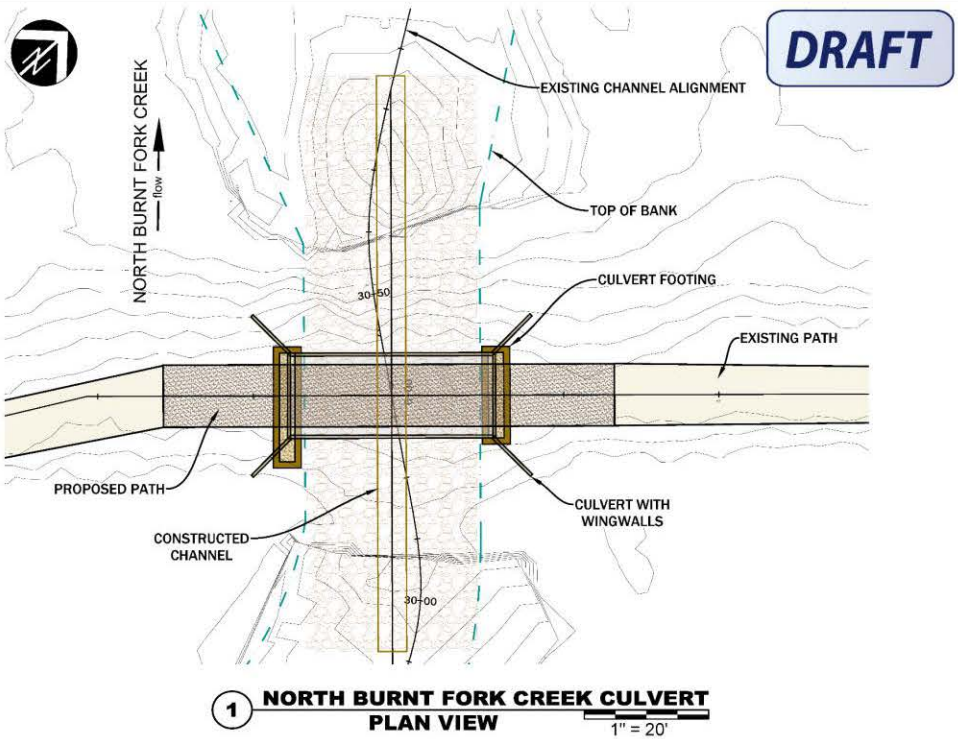 DRAFT
EXISTING CHANNEL ALIGNMENT
NORTH BURNT FORK CREEK
flow
TOP OF BANK
CULVERT FOOTING
30+50
EXISTING PATH
PROPOSED PATH
CULVERT WITH
WINGWALLS
CONSTRUCTED
CHANNEL
30+00
1
NORTH BURNT FORK CREEK CULVERT
PLAN VIEW
1" = 20'